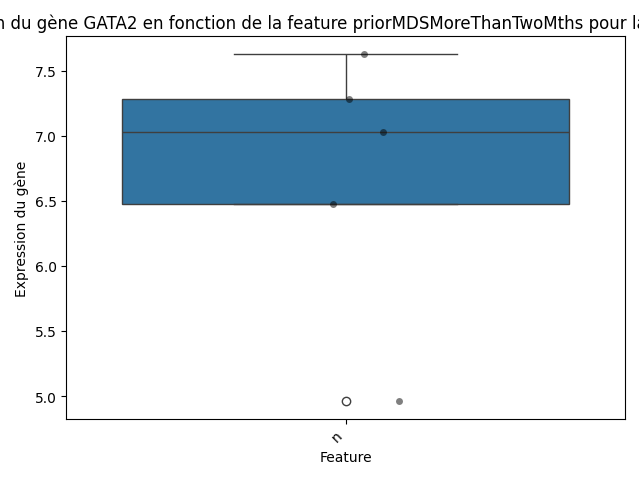 du gène GATA2 en fonction de la feature priorMDSMoreThanTwoMths pour
Expression du gène
7.5
7.0
6.5
6.0
5.5
5.0
n
Feature